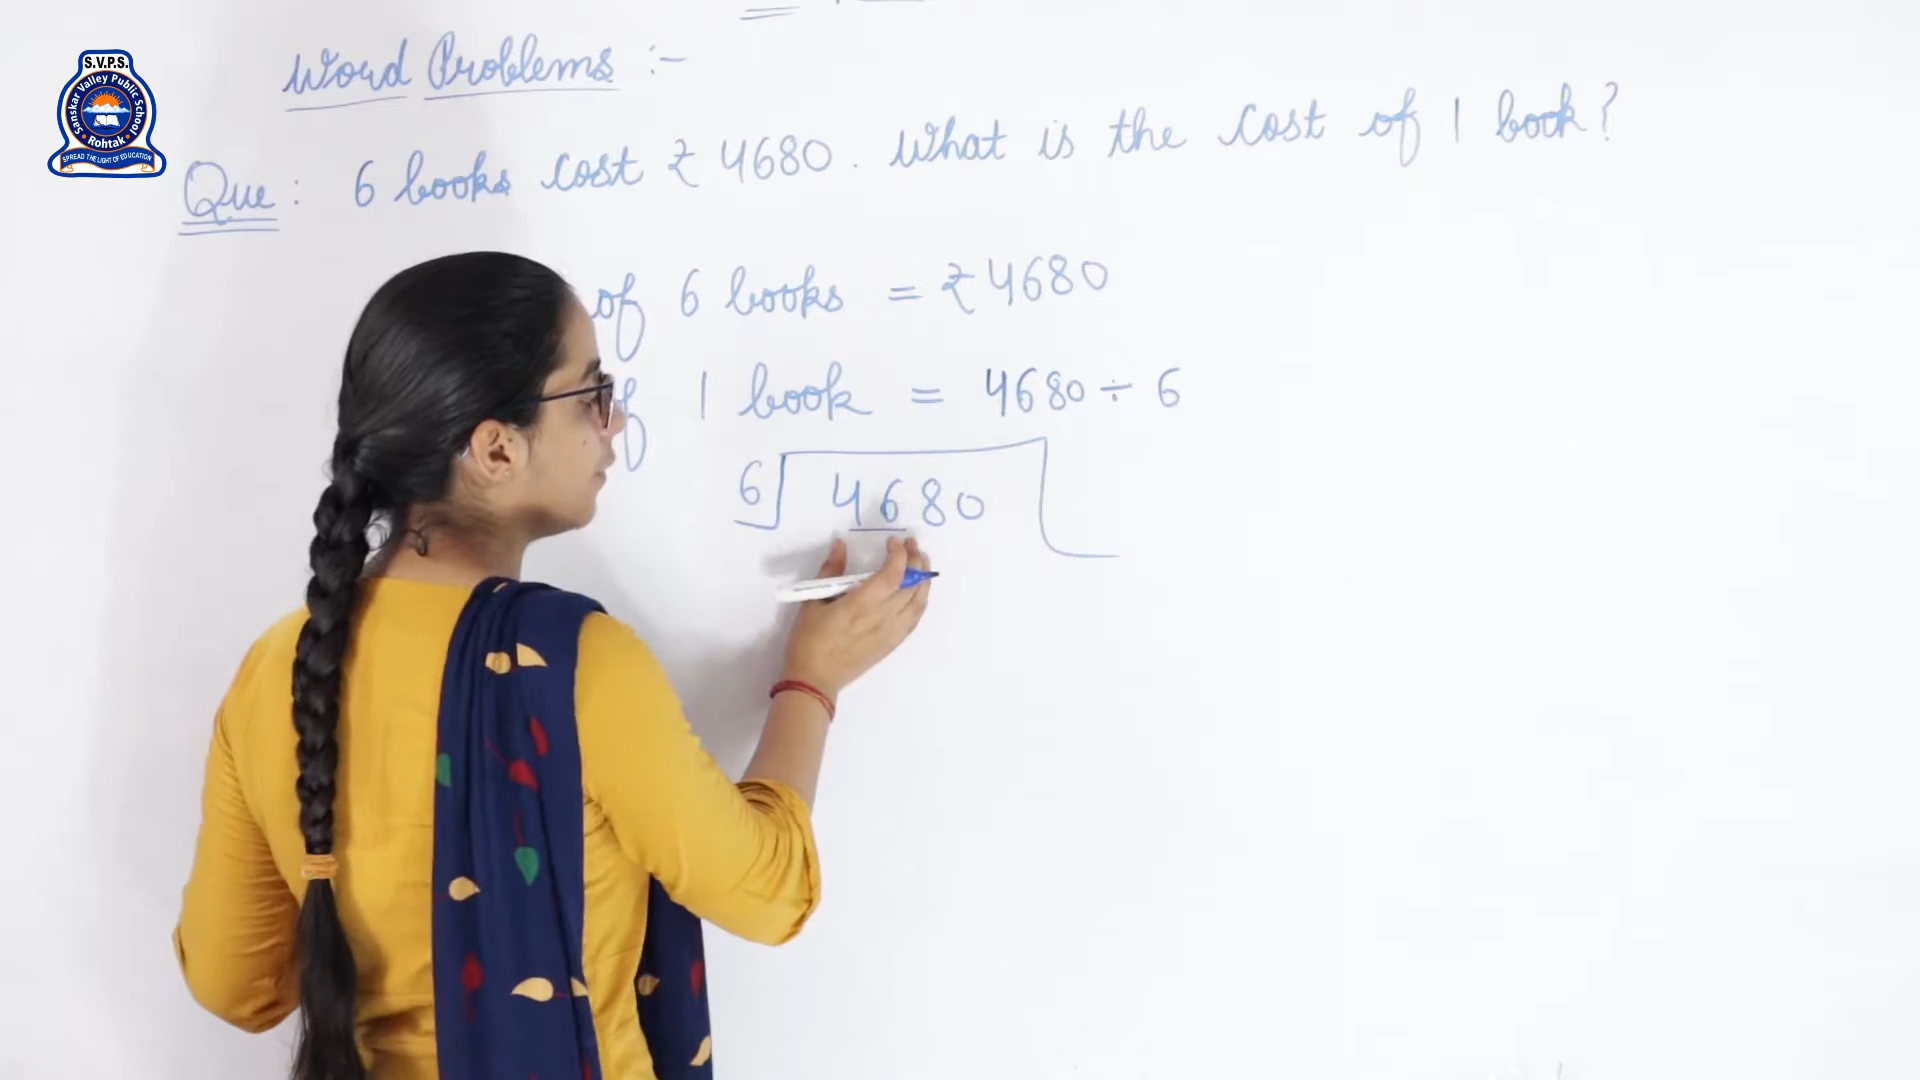 S.V.P.S.
Sanskar Valley Public School
Rohtak
SPREAD THE LIGHT OF EDUCATION
Word Problems :-
Que : 6 books cost ₹ 4680. What is the cost of 1 book?
of 6 books = ₹ 4680
of 1 book = 4680 ÷ 6
6 4680